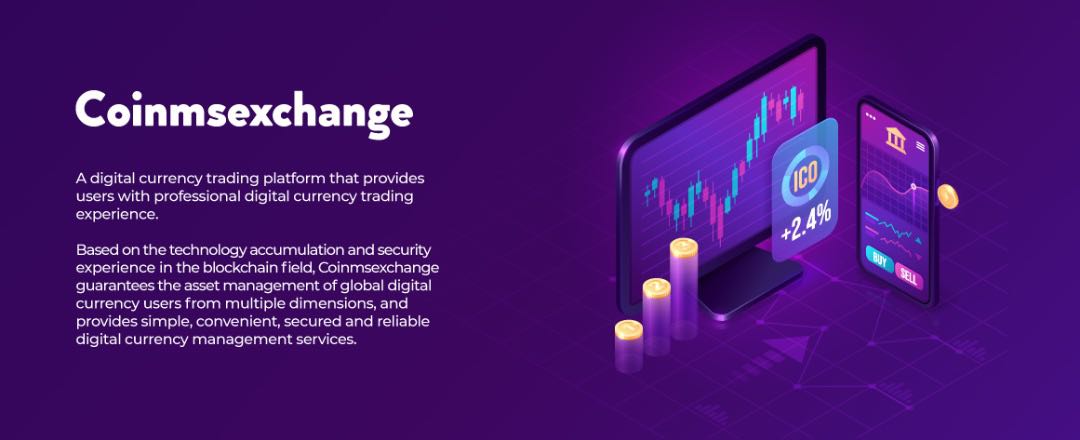 Coinmsexchange
A digital currency trading platform that provides
users with professional digital currency trading
experience.
Based on the technology accumulation and security
experience in the blockchain field, Coinmsexchange
guarantees the asset management of global digital
currency users from multiple dimensions, and
provides simple, convenient, secured and reliable
digital currency management services.
ICO
+2.4%
BUY
SELL